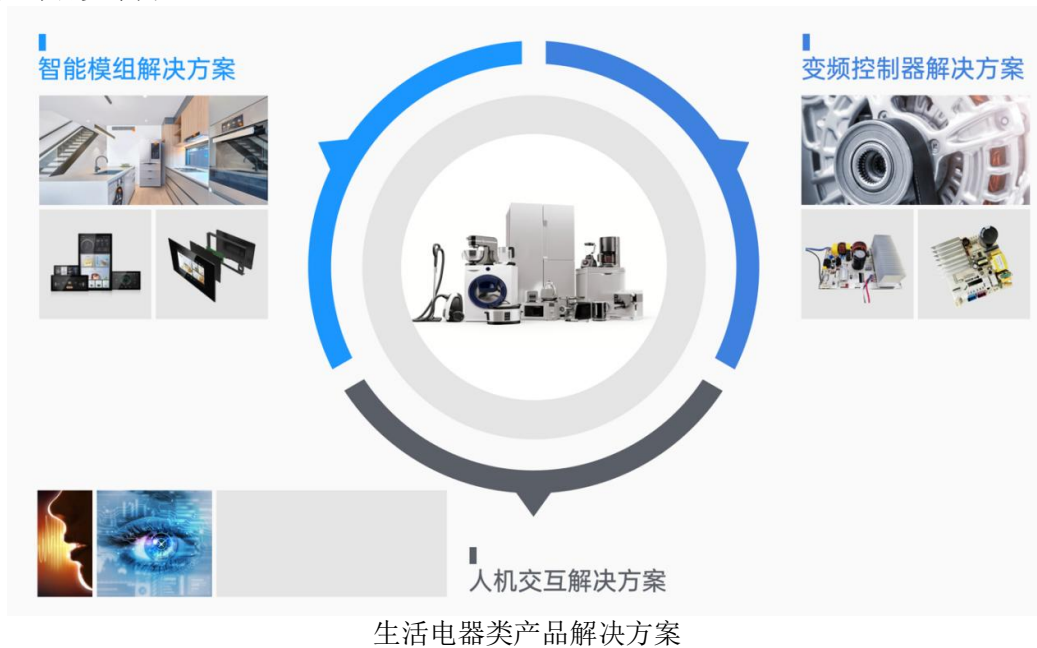 智能模组解决方案
变频控制器解决方案
人机交互解决方案
生活电器类产品解决方案